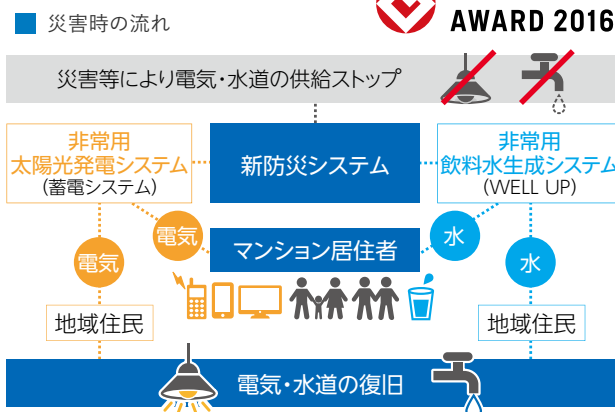 AWARD 2016
災害時の流れ
災害等により電気・水道の供給ストップ
非常用
太陽光発電システム
(蓄電システム)
新防災システム
非常用
飲料水生成システム
(WELL UP)
電気
電気
マンション居住者
水
水
地域住民
地域住民
電気・水道の復旧